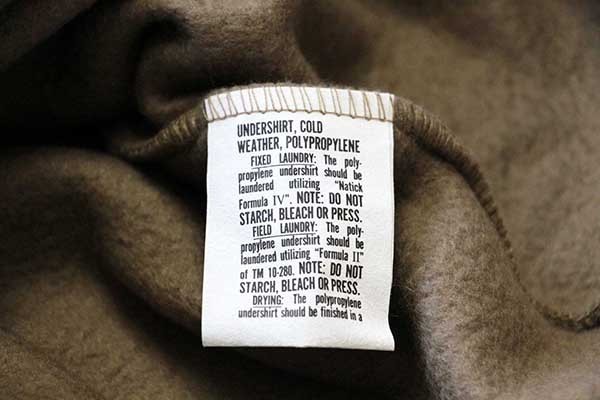 UNDERSHIRT, COLD
WEATHER, POLYPROPYLENE
FIXED LAUNDRY: The poly-
propylene undershirt should be
laundered utilizing "Natick
Formula IV". NOTE: DO NOT
STARCH, BLEACH OR PRESS.
FIELD LAUNDRY: The poly-
propylene undershirt should be
laundered utilizing "Formula II"
of TM 10-280. NOTE: DO NOT
STARCH, BLEACH OR PRESS.
DRYING: The polypropylene
undershirt should be finished in a